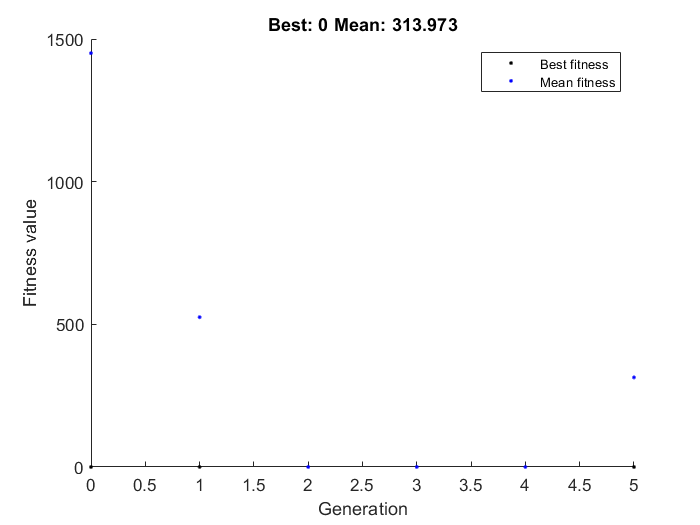 Best: 0 Mean: 313.973
1500
Best fitness
Mean fitness
1000
Fitness value
500
0
0 0.5 1 1.5 2 2.5 3 3.5 4 4.5 5
Generation